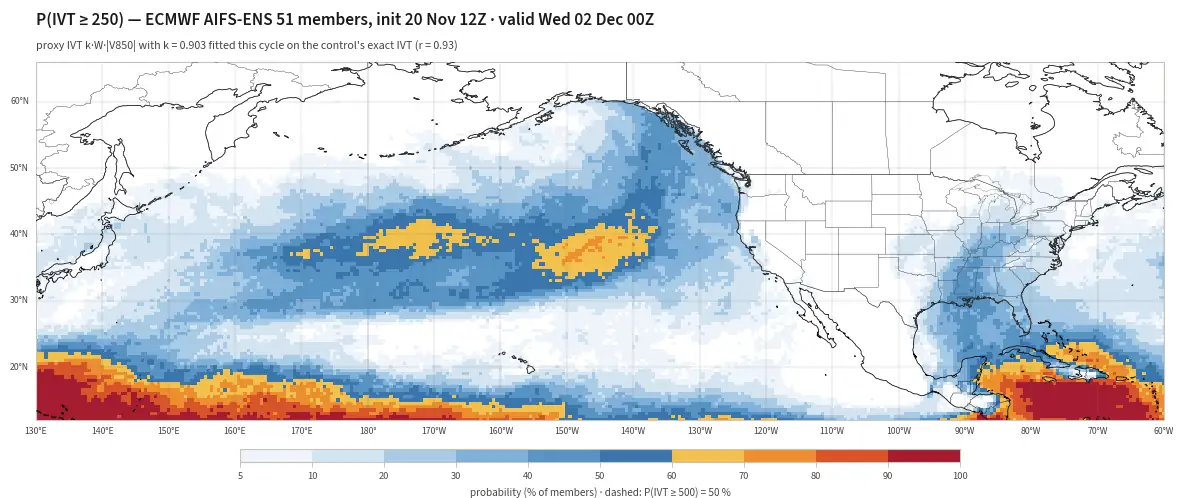 P(IVT ≥ 250) — ECMWF AIFS-ENS 51 members, init 20 Nov 12Z · valid Wed 02 Dec 00Z
proxy IVT k·W·|V850| with k = 0.903 fitted this cycle on the control's exact IVT (r = 0.93)
60°N
50°N
40°N
30°N
20°N
130°E 140°E 150°E 160°E 170°E 180° 170°W 160°W 150°W 140°W 130°W 120°W 110°W 100°W 90°W 80°W 70°W 60°W
5 10 20 30 40 50 60 70 80 90 100
probability (% of members) · dashed: P(IVT ≥ 500) = 50 %